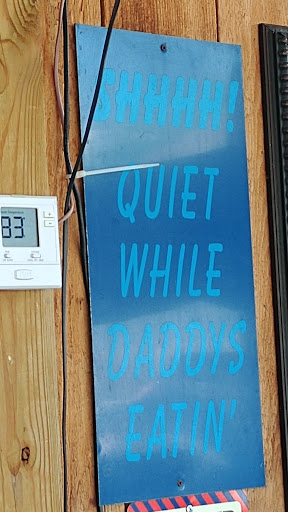 SHHHH!
QUIET
WHILE
DADDYS
EATIN'
83